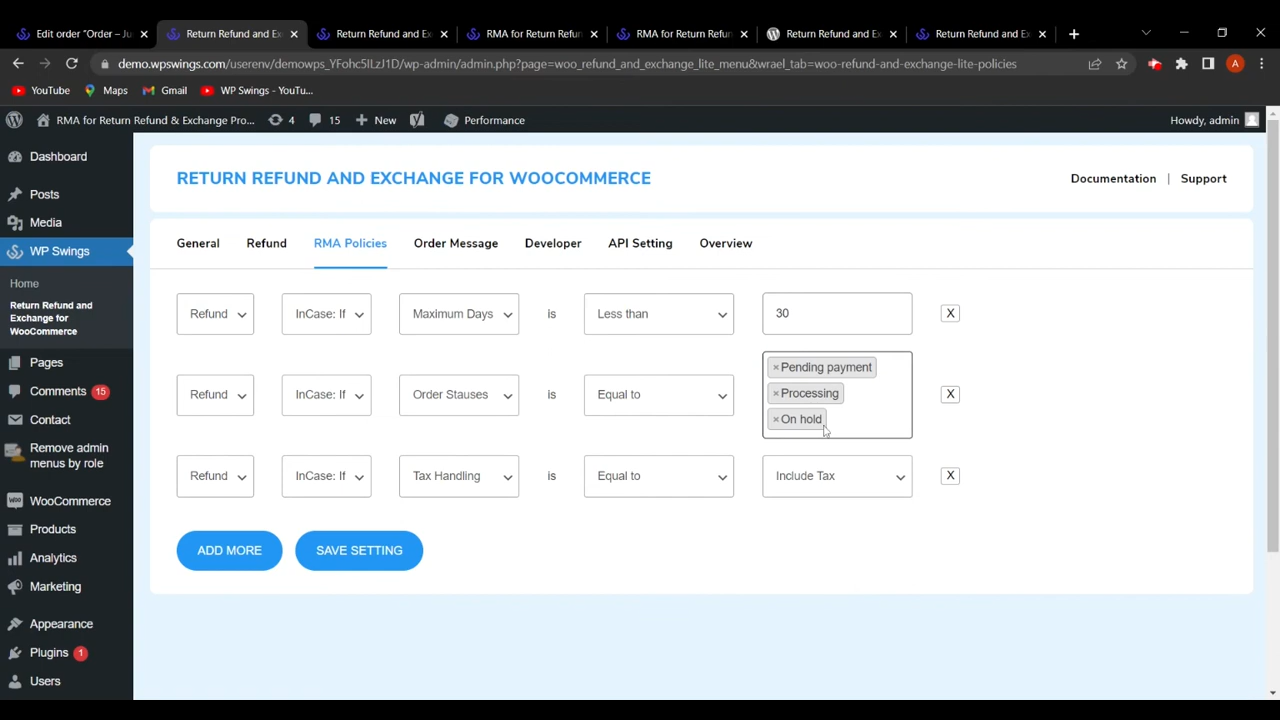 Edit order "Order – Ju
Return Refund and Ex
Return Refund and Ex
RMA for Return Refun
RMA for Return Refun
Return Refund and Ex
Return Refund and Ex
demo.wpswings.com/userenv/demowps_YFohc5ILzJ1D/wp-admin/admin.php?page=woo_refund_and_exchange_lite_menu&wrael_tab=woo-refund-and-exchange-lite-policies
A
YouTube
Maps
Gmail
WP Swings - YouTu...
RMA for Return Refund & Exchange Pro...
4
15
New
Performance
Howdy, admin
Dashboard
Posts
Media
WP Swings
Home
Return Refund and
Exchange for
WooCommerce
Pages
Comments 15
Contact
Remove admin
menus by role
WooCommerce
Products
Analytics
Marketing
Appearance
Plugins 1
Users
RETURN REFUND AND EXCHANGE FOR WOOCOMMERCE
Documentation | Support
General
Refund
RMA Policies
Order Message
Developer
API Setting
Overview
Refund InCase: If Maximum Days is Less than 30 X
Refund InCase: If Order Stauses is Equal to ×Pending payment X
×Processing
×On hold
Refund InCase: If Tax Handling is Equal to Include Tax X
ADD MORE
SAVE SETTING